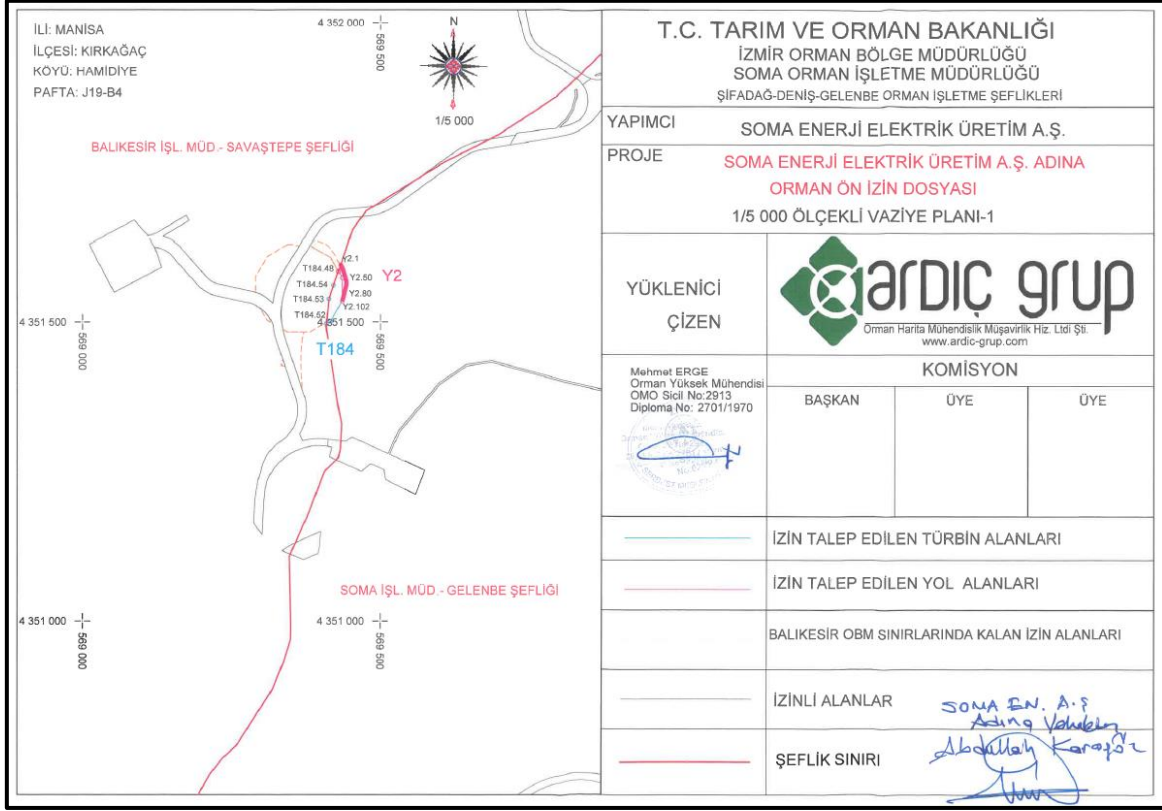 İLİ: MANİSA
İLÇESİ: KIRKAĞAÇ
KÖYÜ: HAMİDİYE
PAFTA: J19-B4
4 352 000
569 500
N
1/5 000
BALIKESİR İŞL. MÜD.- SAVAŞTEPE ŞEFLİĞİ
Y2.1
T184.48
Y2.50
T184.54
Y2
Y2.80
T184.53
Y2.102
T184.52
4 351 500
569 000
4 351 500
569 500
T184
SOMA İŞL. MÜD.- GELENBE ŞEFLİĞİ
4 351 000
569 000
4 351 000
569 500
T.C. TARIM VE ORMAN BAKANLIĞI
İZMİR ORMAN BÖLGE MÜDÜRLÜĞÜ
SOMA ORMAN İŞLETME MÜDÜRLÜĞÜ
ŞİFADAĞ-DENİŞ-GELENBE ORMAN İŞLETME ŞEFLİKLERİ
YAPIMCI
SOMA ENERJİ ELEKTRİK ÜRETİM A.Ş.
PROJE
SOMA ENERJİ ELEKTRİK ÜRETİM A.Ş. ADINA
ORMAN ÖN İZİN DOSYASI
1/5 000 ÖLÇEKLİ VAZİYE PLANI-1
YÜKLENİCİ
ÇİZEN
arDIÇ grup
Orman Harita Mühendislik Müşavirlik Hiz. Ltdi Şti.
www.ardic-grup.com
Mehmet ERGE
Orman Yüksek Mühendisi
OMO Sicil No:2913
Diploma No: 2701/1970
KOMİSYON
BAŞKAN
ÜYE
ÜYE
İZİN TALEP EDİLEN TÜRBİN ALANLARI
İZİN TALEP EDİLEN YOL ALANLARI
BALIKESİR OBM SINIRLARINDA KALAN İZİN ALANLARI
İZİNLİ ALANLAR
SOMA EN. A.Ş
Adına
Abdullah Karagöz
ŞEFLİK SINIRI